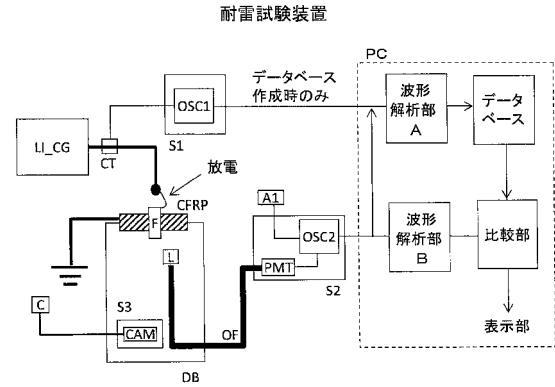 耐雷試験装置
PC
データベース
作成時のみ
OSC1
S1
波形
解析部
A
データ
ベース
LI_CG
CT
放電
CFRP
F
A1
OSC2
PMT
S2
波形
解析部
B
比較部
L
C
S3
CAM
OF
DB
表示部